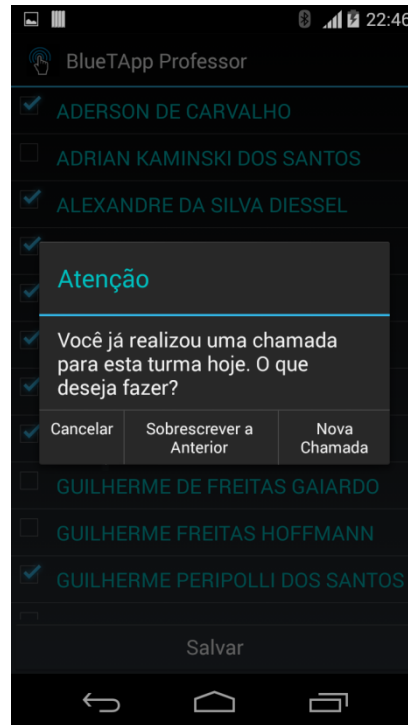 22:46
BlueTApp Professor
ADERSON DE CARVALHO
ADRIAN KAMINSKI DOS SANTOS
ALEXANDRE DA SILVA DIESSEL
Atenção
Você já realizou uma chamada
para esta turma hoje. O que
deseja fazer?
Cancelar
Sobrescrever a
Anterior
Nova
Chamada
GUILHERME DE FREITAS GAIARDO
GUILHERME FREITAS HOFFMANN
GUILHERME PERIPOLLI DOS SANTOS
Salvar